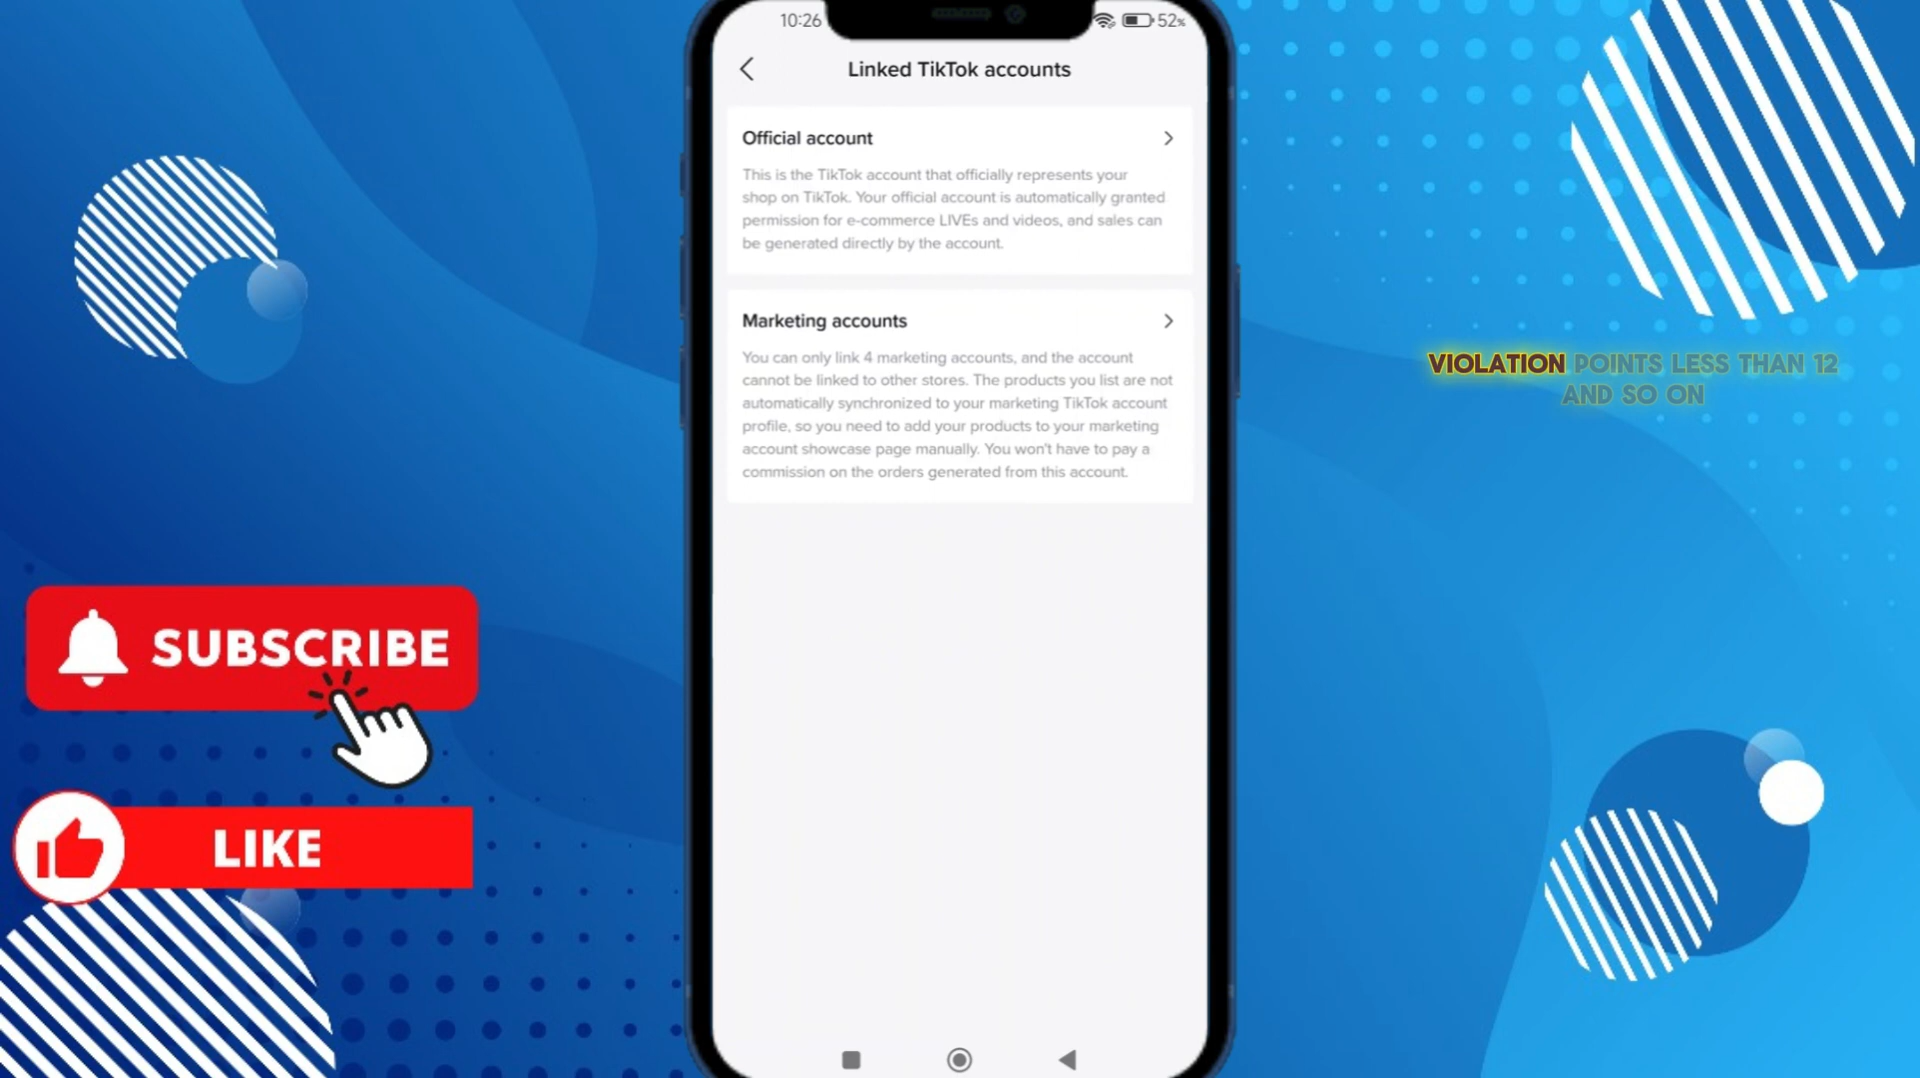 10:26
52%
Linked TikTok accounts
Official account
This is the TikTok account that officially represents your
shop on TikTok. Your official account is automatically granted
permission for e-commerce LIVEs and videos, and sales can
be generated directly by the account.
Marketing accounts
You can only link 4 marketing accounts, and the account
cannot be linked to other stores. The products you list are not
automatically synchronized to your marketing TikTok account
profile, so you need to add your products to your marketing
account showcase page manually. You won't have to pay a
commission on the orders generated from this account.
VIOLATION POINTS LESS THAN 12
AND SO ON
SUBSCRIBE
LIKE